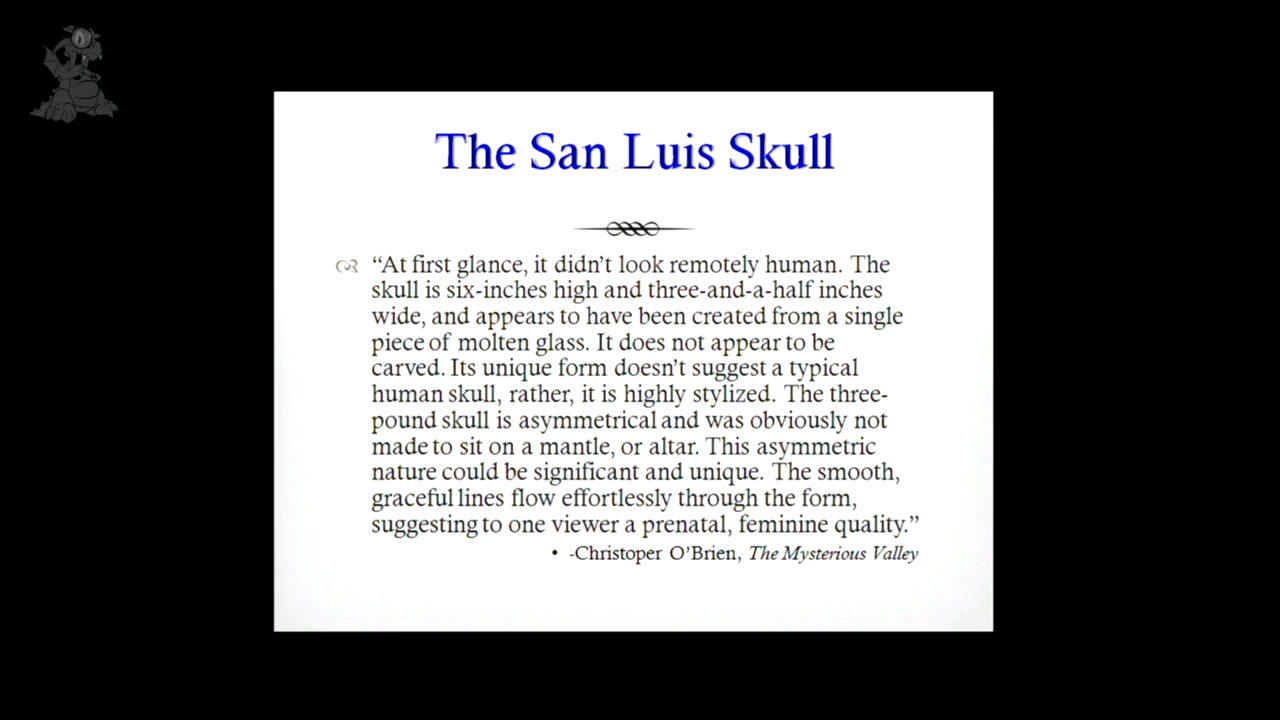 The San Luis Skull
“At first glance, it didn’t look remotely human. The
skull is six-inches high and three-and-a-half inches
wide, and appears to have been created from a single
piece of molten glass. It does not appear to be
carved. Its unique form doesn’t suggest a typical
human skull, rather, it is highly stylized. The three-
pound skull is asymmetrical and was obviously not
made to sit on a mantle, or altar. This asymmetric
nature could be significant and unique. The smooth,
graceful lines flow effortlessly through the form,
suggesting to one viewer a prenatal, feminine quality.”
• -Christoper O’Brien, The Mysterious Valley